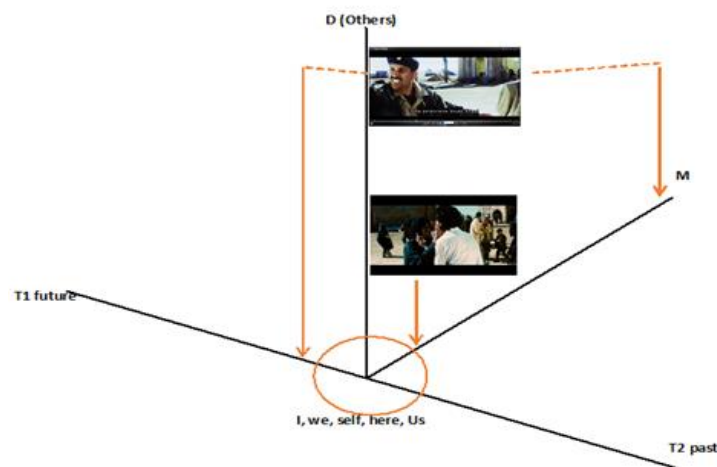 D (Others)
M
T1 future
I, we, self, here, Us
T2 past